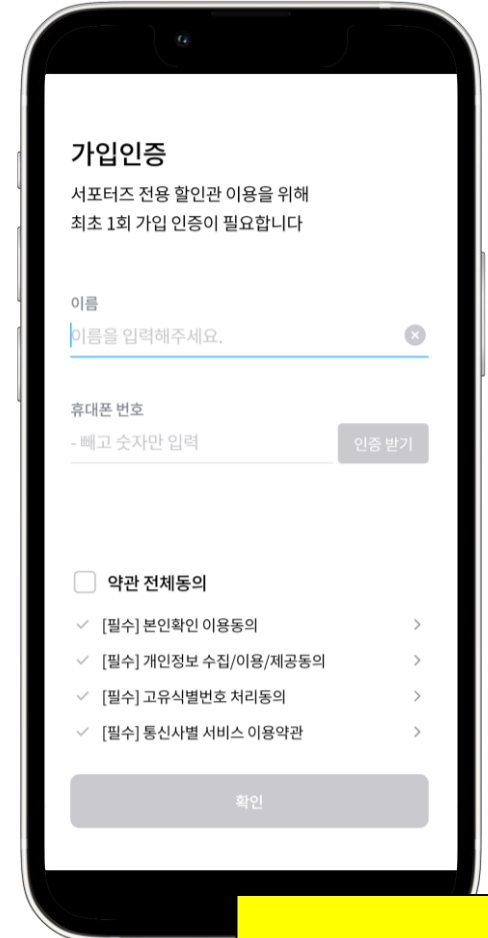 가입인증
서포터즈 전용 할인관 이용을 위해
최초 1회 가입 인증이 필요합니다
이름
이름을 입력해주세요.
휴대폰 번호
- 빼고 숫자만 입력
인증 받기
약관 전체동의
[필수] 본인확인 이용동의
[필수] 개인정보 수집/이용/제공동의
[필수] 고유식별번호 처리동의
[필수] 통신사별 서비스 이용약관
확인